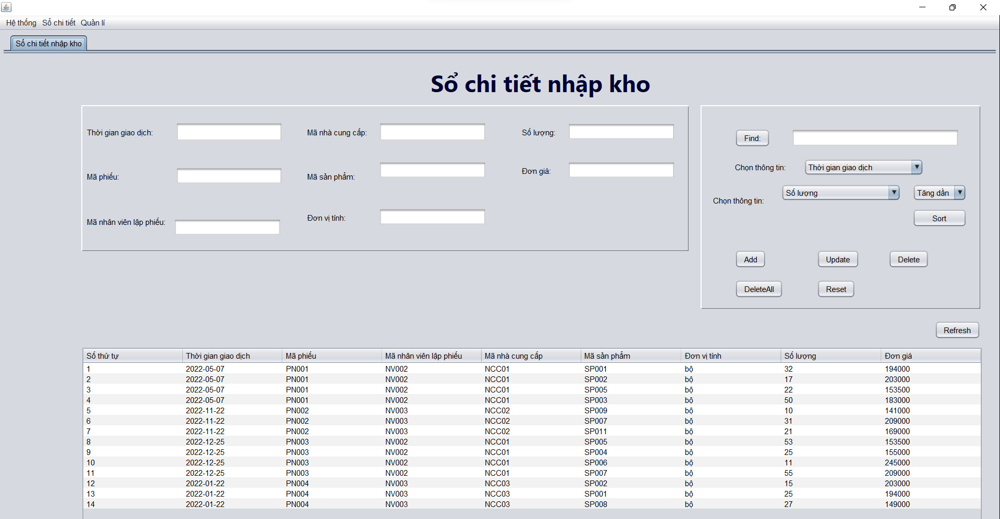 Hệ thống Sổ chi tiết Quản lí
Sổ chi tiết nhập kho
Sổ chi tiết nhập kho
Thời gian giao dịch: Mã nhà cung cấp: Số lượng:
Mã phiếu: Mã sản phẩm: Đơn giá:
Mã nhân viên lập phiếu: Đơn vị tính:
Find:
Chọn thông tin: Thời gian giao dịch
Chọn thông tin: Số lượng Tăng dần
Sort
Add Update Delete
DeleteAll Reset
Refresh
Số thứ tự Thời gian giao dịch Mã phiếu Mã nhân viên lập phiếu Mã nhà cung cấp Mã sản phẩm Đơn vị tính Số lượng Đơn giá
1 2022-05-07 PN001 NV002 NCC01 SP001 bộ 32 194000
2 2022-05-07 PN001 NV002 NCC01 SP002 bộ 17 203000
3 2022-05-07 PN001 NV002 NCC01 SP005 bộ 22 153500
4 2022-05-07 PN001 NV002 NCC01 SP003 bộ 50 183000
5 2022-11-22 PN002 NV003 NCC02 SP009 bộ 10 141000
6 2022-11-22 PN002 NV003 NCC02 SP007 bộ 31 209000
7 2022-11-22 PN002 NV003 NCC02 SP011 bộ 21 169000
8 2022-12-25 PN003 NV002 NCC01 SP005 bộ 53 153500
9 2022-12-25 PN003 NV002 NCC01 SP004 bộ 25 155000
10 2022-12-25 PN003 NV002 NCC01 SP006 bộ 11 245000
11 2022-12-25 PN003 NV002 NCC01 SP007 bộ 55 209000
12 2022-01-22 PN004 NV003 NCC03 SP002 bộ 15 203000
13 2022-01-22 PN004 NV003 NCC03 SP001 bộ 25 194000
14 2022-01-22 PN004 NV003 NCC03 SP008 bộ 27 149000